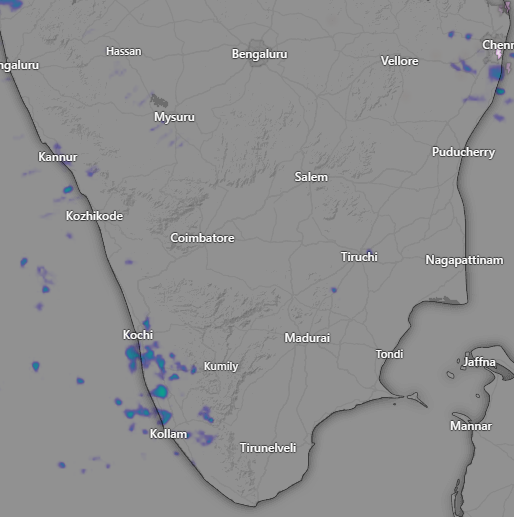 Hassan
Bengaluru
Chenn
ngaluru
Vellore
Mysuru
Kannur
Puducherry
Salem
Kozhikode
Coimbatore
Tiruchi
Nagapattinam
Kochi
Madurai
Tondi
Kumily
Jaffna
Mannar
Kollam
Tirunelveli